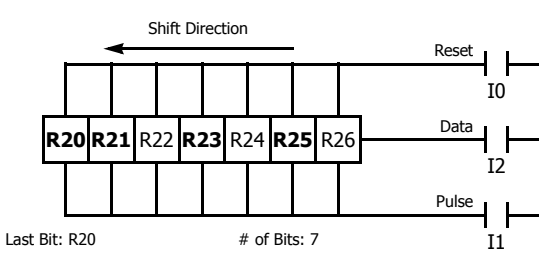 Shift Direction
Reset
I0
R20 R21 R22 R23 R24 R25 R26
Data
I2
Pulse
I1
Last Bit: R20 # of Bits: 7